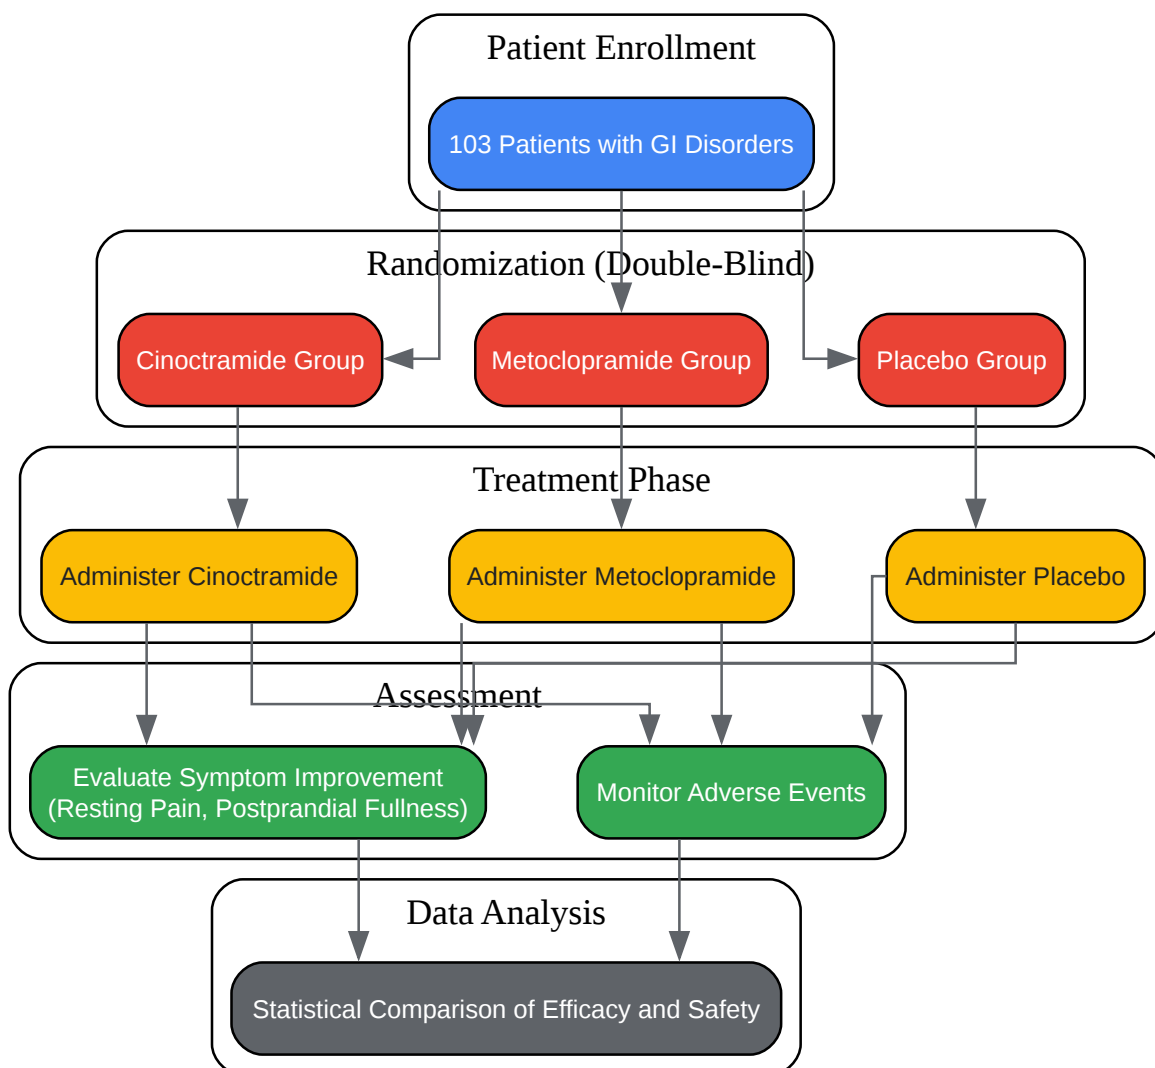 Patient Enrollment
103 Patients with GI Disorders
Randomization (Double-Blind)
Cinoctramide Group
Metoclopramide Group
Placebo Group
Treatment Phase
Administer Cinoctramide
Administer Metoclopramide
Administer Placebo
Assessment
Evaluate Symptom Improvement
(Resting Pain, Postprandial Fullness)
Monitor Adverse Events
Data Analysis
Statistical Comparison of Efficacy and Safety